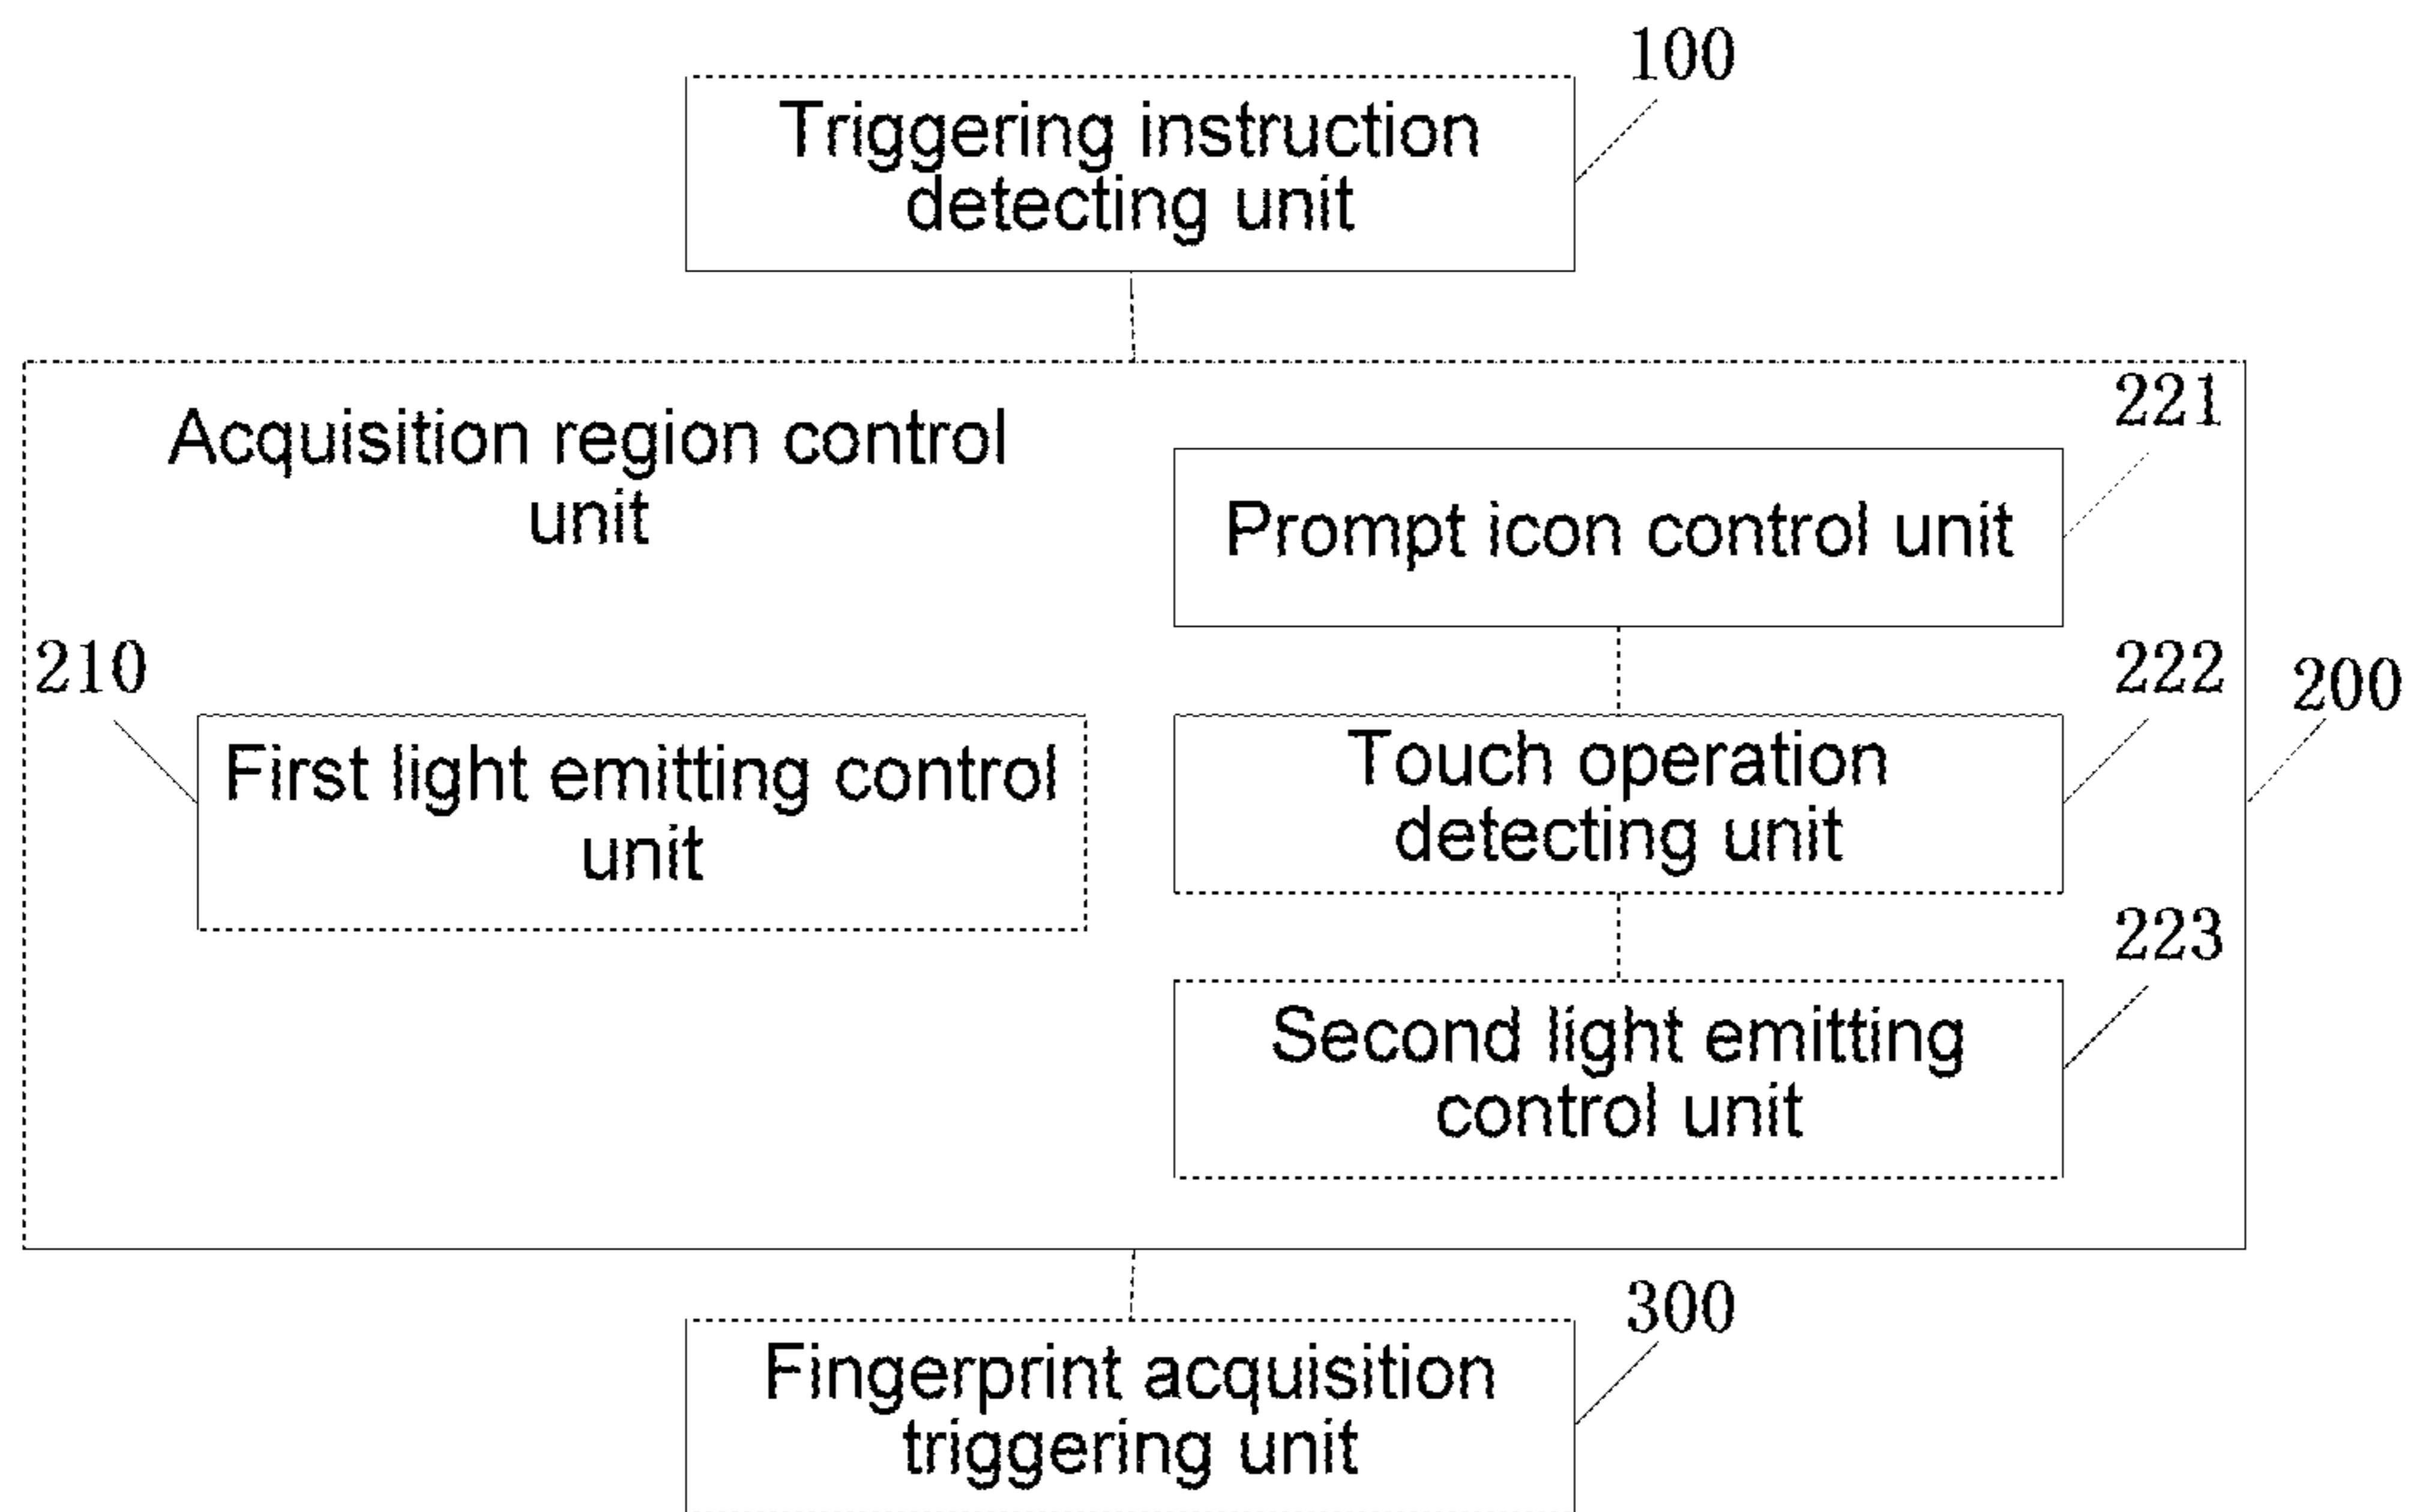 100
Triggering instruction
detecting unit
Acquisition region control
unit
221
Prompt icon control unit
210
First light emitting control
unit
222
Touch operation
detecting unit
200
223
Second light emitting
control unit
300
Fingerprint acquisition
triggering unit